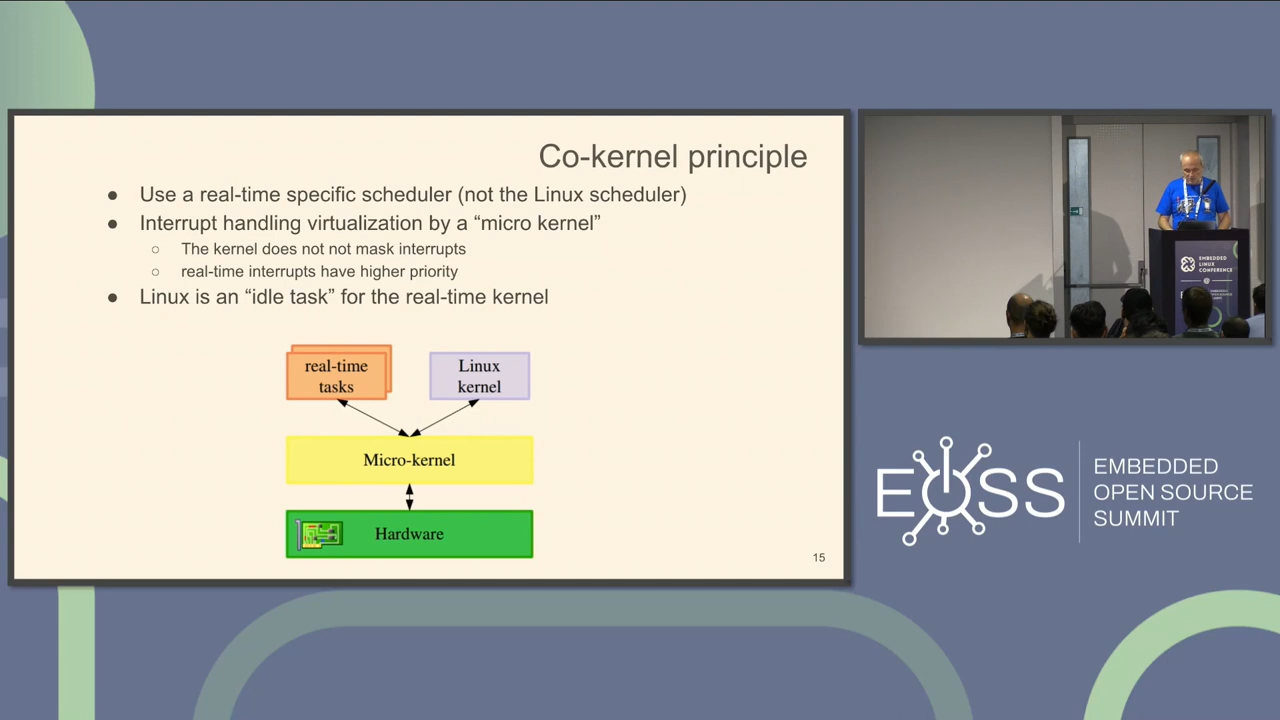 Co-kernel principle
● Use a real-time specific scheduler (not the Linux scheduler)
● Interrupt handling virtualization by a “micro kernel”
○ The kernel does not not mask interrupts
○ real-time interrupts have higher priority
● Linux is an “idle task” for the real-time kernel
real-time
tasks
Linux
kernel
Micro-kernel
Hardware
15
EMBEDDED
LINUX
CONFERENCE
EOSS
EMBEDDED
OPEN SOURCE
SUMMIT